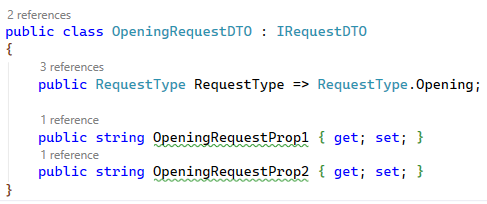 2 references
public class OpeningRequestDTO : IRequestDTO
{
3 references
public RequestType RequestType => RequestType.Opening;
1 reference
public string OpeningRequestProp1 { get; set; }
1 reference
public string OpeningRequestProp2 { get; set; }
}